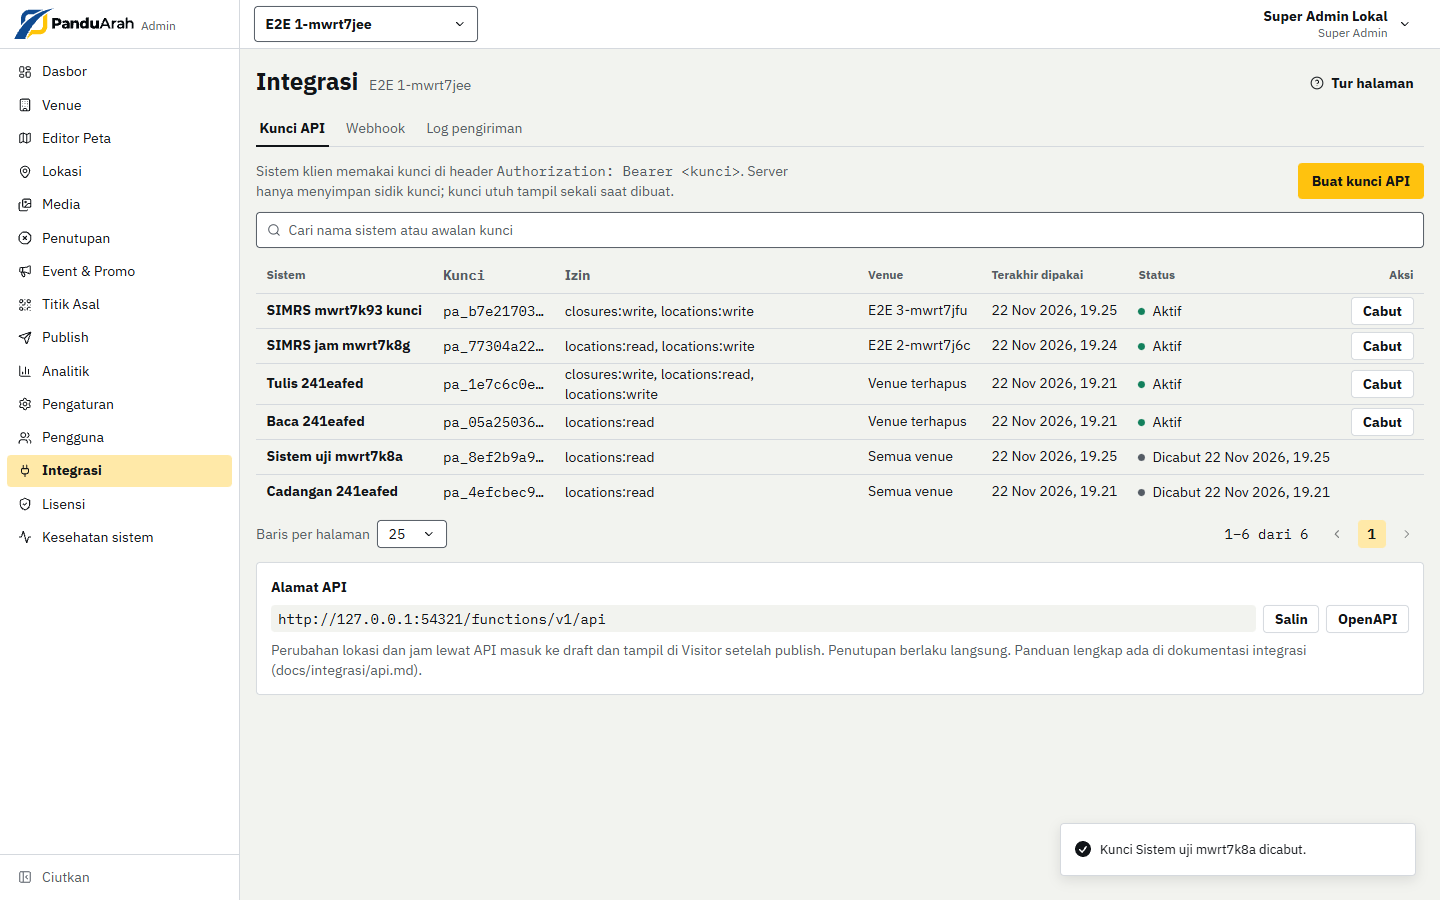 PanduArah Admin
E2E 1-mwrt7jee
Super Admin Lokal
Super Admin
Dasbor
Venue
Editor Peta
Lokasi
Media
Penutupan
Event & Promo
Titik Asal
Publish
Analitik
Pengaturan
Pengguna
Integrasi
Lisensi
Kesehatan sistem
Ciutkan
Integrasi E2E 1-mwrt7jee
Tur halaman
Kunci API Webhook Log pengiriman
Sistem klien memakai kunci di header Authorization: Bearer <kunci>. Server
hanya menyimpan sidik kunci; kunci utuh tampil sekali saat dibuat.
Buat kunci API
Cari nama sistem atau awalan kunci
Sistem Kunci Izin Venue Terakhir dipakai Status Aksi
SIMRS mwrt7k93 kunci pa_b7e21703… closures:write, locations:write E2E 3-mwrt7jfu 22 Nov 2026, 19.25 Aktif Cabut
SIMRS jam mwrt7k8g pa_77304a22… locations:read, locations:write E2E 2-mwrt7j6c 22 Nov 2026, 19.24 Aktif Cabut
Tulis 241eafed pa_1e7c6c0e… closures:write, locations:read, Venue terhapus 22 Nov 2026, 19.21 Aktif Cabut
locations:write
Baca 241eafed pa_05a25036… locations:read Venue terhapus 22 Nov 2026, 19.21 Aktif Cabut
Sistem uji mwrt7k8a pa_8ef2b9a9… locations:read Semua venue 22 Nov 2026, 19.25 Dicabut 22 Nov 2026, 19.25
Cadangan 241eafed pa_4efcbec9… locations:read Semua venue 22 Nov 2026, 19.21 Dicabut 22 Nov 2026, 19.21
Baris per halaman 25
1–6 dari 6 1
Alamat API
http://127.0.0.1:54321/functions/v1/api
Salin
OpenAPI
Perubahan lokasi dan jam lewat API masuk ke draft dan tampil di Visitor setelah publish. Penutupan berlaku langsung. Panduan lengkap ada di dokumentasi integrasi
(docs/integrasi/api.md).
Kunci Sistem uji mwrt7k8a dicabut.